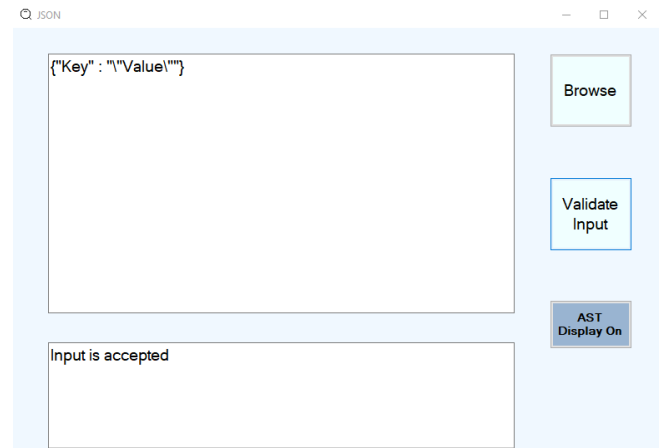 JSON
{"Key" : "\"Value\""}
Browse
Validate
Input
AST
Display On
Input is accepted